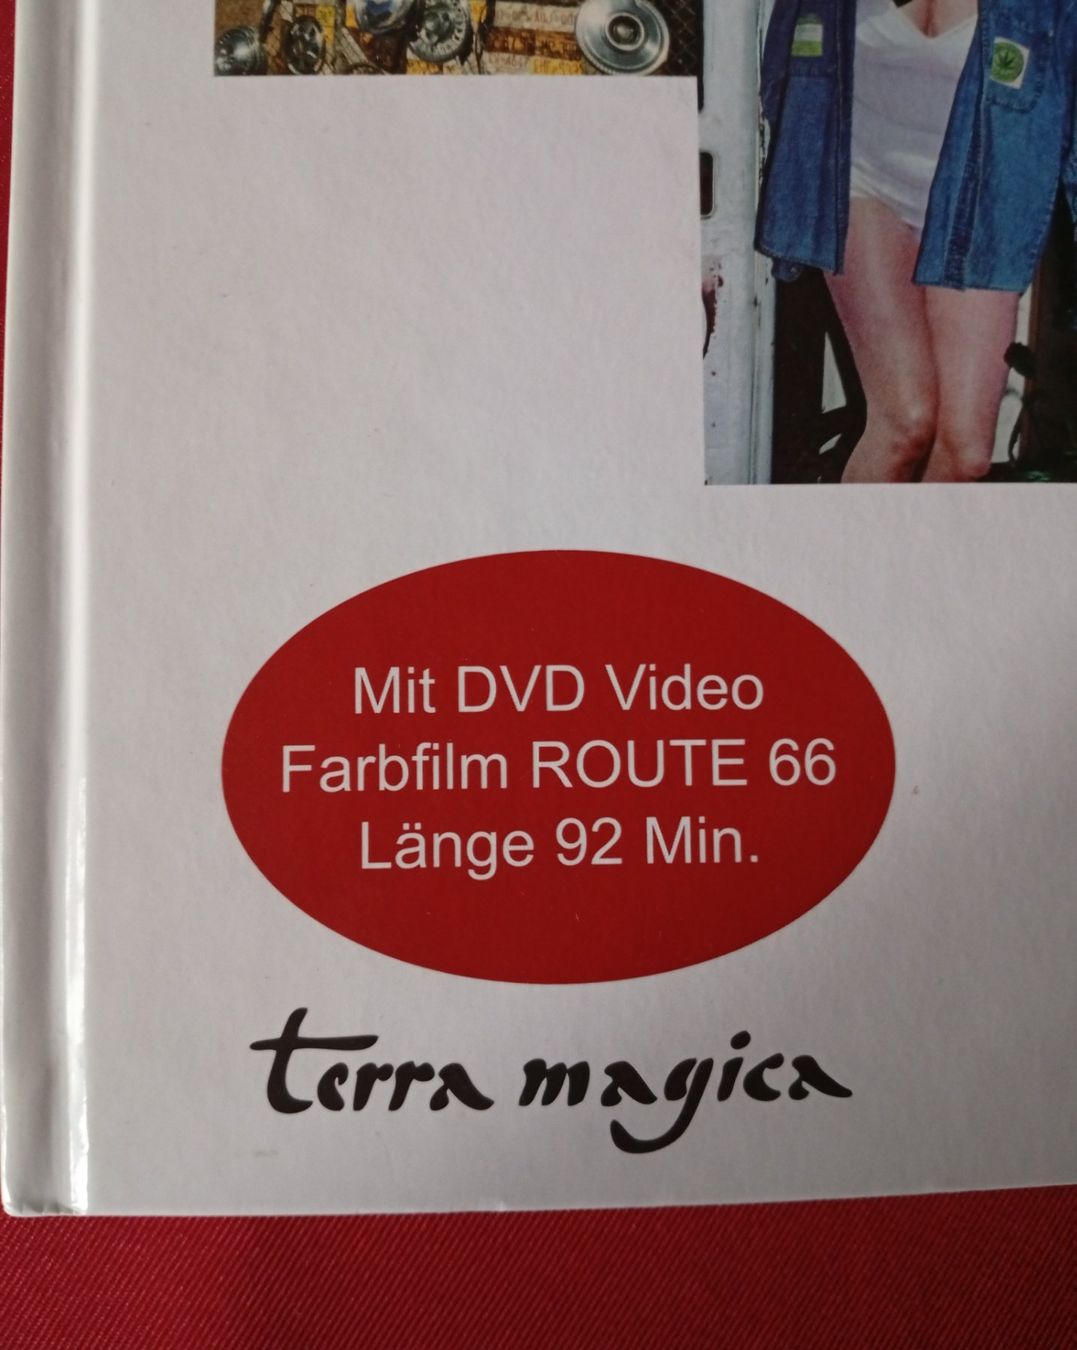 Mit DVD Video
Farbfilm ROUTE 66
Länge 92 Min.
terra magica